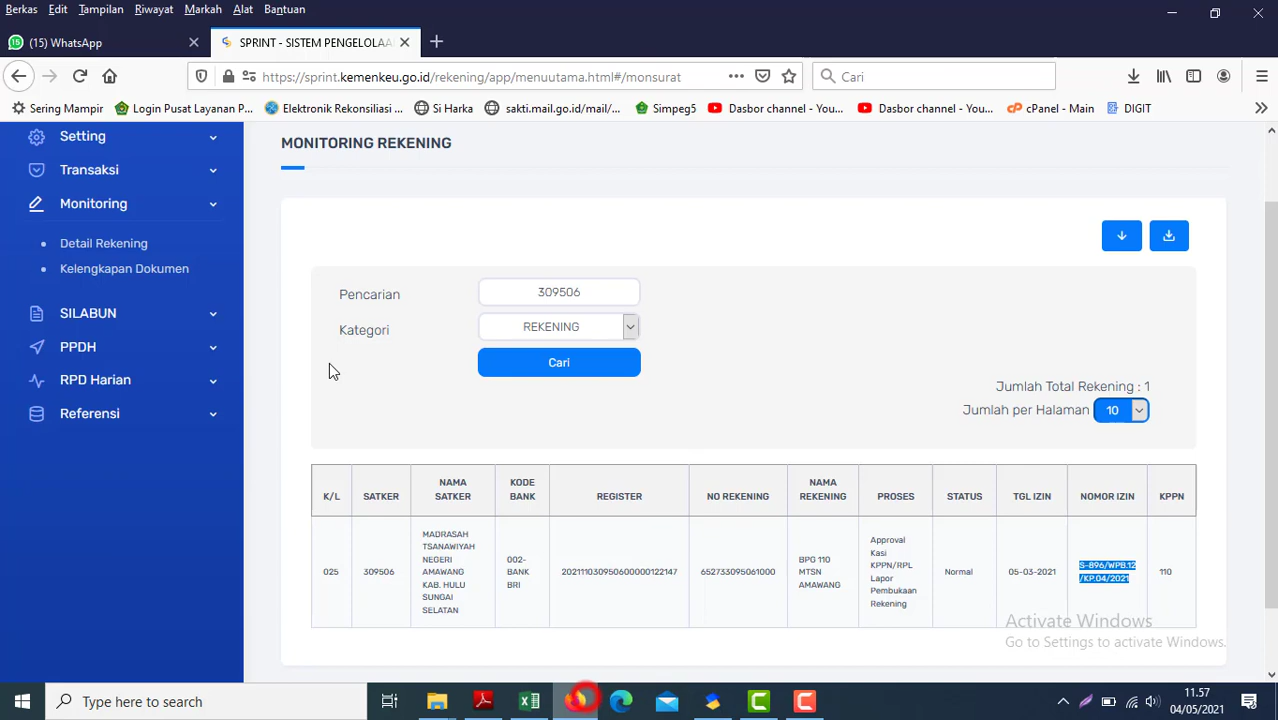 Berkas Edit Tampilan Riwayat Markah Alat Bantuan
(15) WhatsApp
SPRINT - SISTEM PENGELOLAA
https://sprint.kemenkeu.go.id/rekening/app/menuutama.html#/monsurat
Cari
Sering Mampir
Login Pusat Layanan P...
Elektronik Rekonsiliasi ...
Si Harka
sakti.mail.go.id/mail/...
Simpeg5
Dasbor channel - You...
Dasbor channel - You...
cPanel - Main
DIGIT
Setting
Transaksi
Monitoring
Detail Rekening
Kelengkapan Dokumen
SILABUN
PPDH
RPD Harian
Referensi
MONITORING REKENING
Pencarian
309506
Kategori
REKENING
Cari
Jumlah Total Rekening : 1
Jumlah per Halaman 10
K/L
SATKER
NAMA
SATKER
KODE
BANK
REGISTER
NO REKENING
NAMA
REKENING
PROSES
STATUS
TGL IZIN
NOMOR IZIN
KPPN
025
309506
MADRASAH
TSANAWIYAH
NEGERI
AMAWANG
KAB. HULU
SUNGAI
SELATAN
002-
BANK
BRI
202111030950600000122147
652733095061000
BPG 110
MTSN
AMAWANG
Approval
Kasi
KPPN/RPL
Lapor
Pembukaan
Rekening
Normal
05-03-2021
S-896/WPB.12
/KP.04/2021
110
Activate Windows
Go to Settings to activate Windows.
Type here to search
11.57
04/05/2021